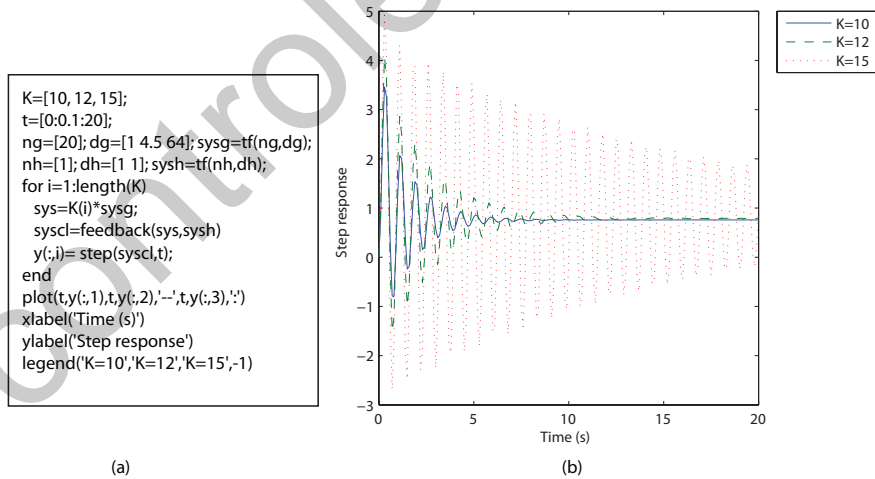 controle
K=[10, 12, 15];
t=[0:0.1:20];
ng=[20]; dg=[1 4.5 64]; sysg=tf(ng,dg);
nh=[1]; dh=[1 1]; sysh=tf(nh,dh);
for i=1:length(K)
sys=K(i)*sysg;
syscl=feedback(sys,sysh)
y(:,i)= step(syscl,t);
end
plot(t,y(:,1),t,y(:,2),'--',t,y(:,3),':')
xlabel('Time (s)')
ylabel('Step response')
legend('K=10','K=12','K=15',-1)
(a)
5
4
3
2
1
0
−1
−2
−3
Step response
0
5
10
15
20
Time (s)
K=10
K=12
K=15
(b)